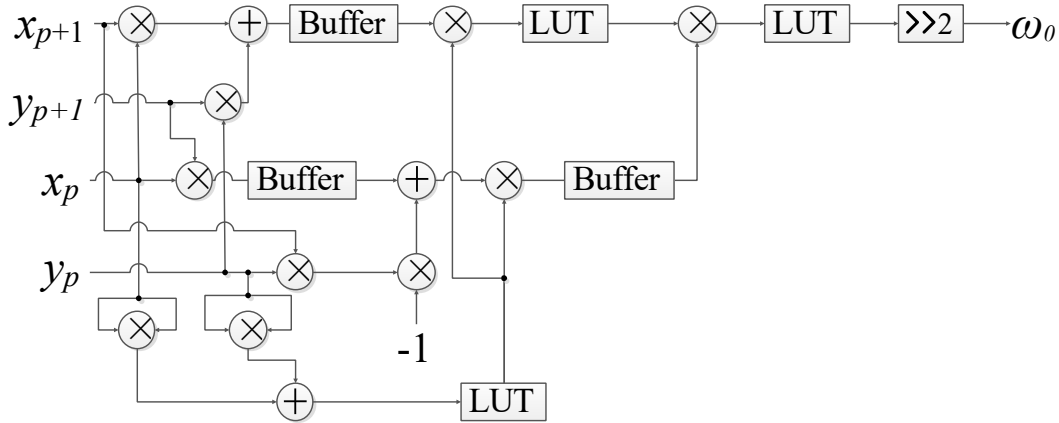 x_{p+1} × + Buffer × LUT × LUT >>2 ω_0
y_{p+1} ×
x_p × Buffer + × Buffer
y_p × ×
× ×
-1
+ LUT